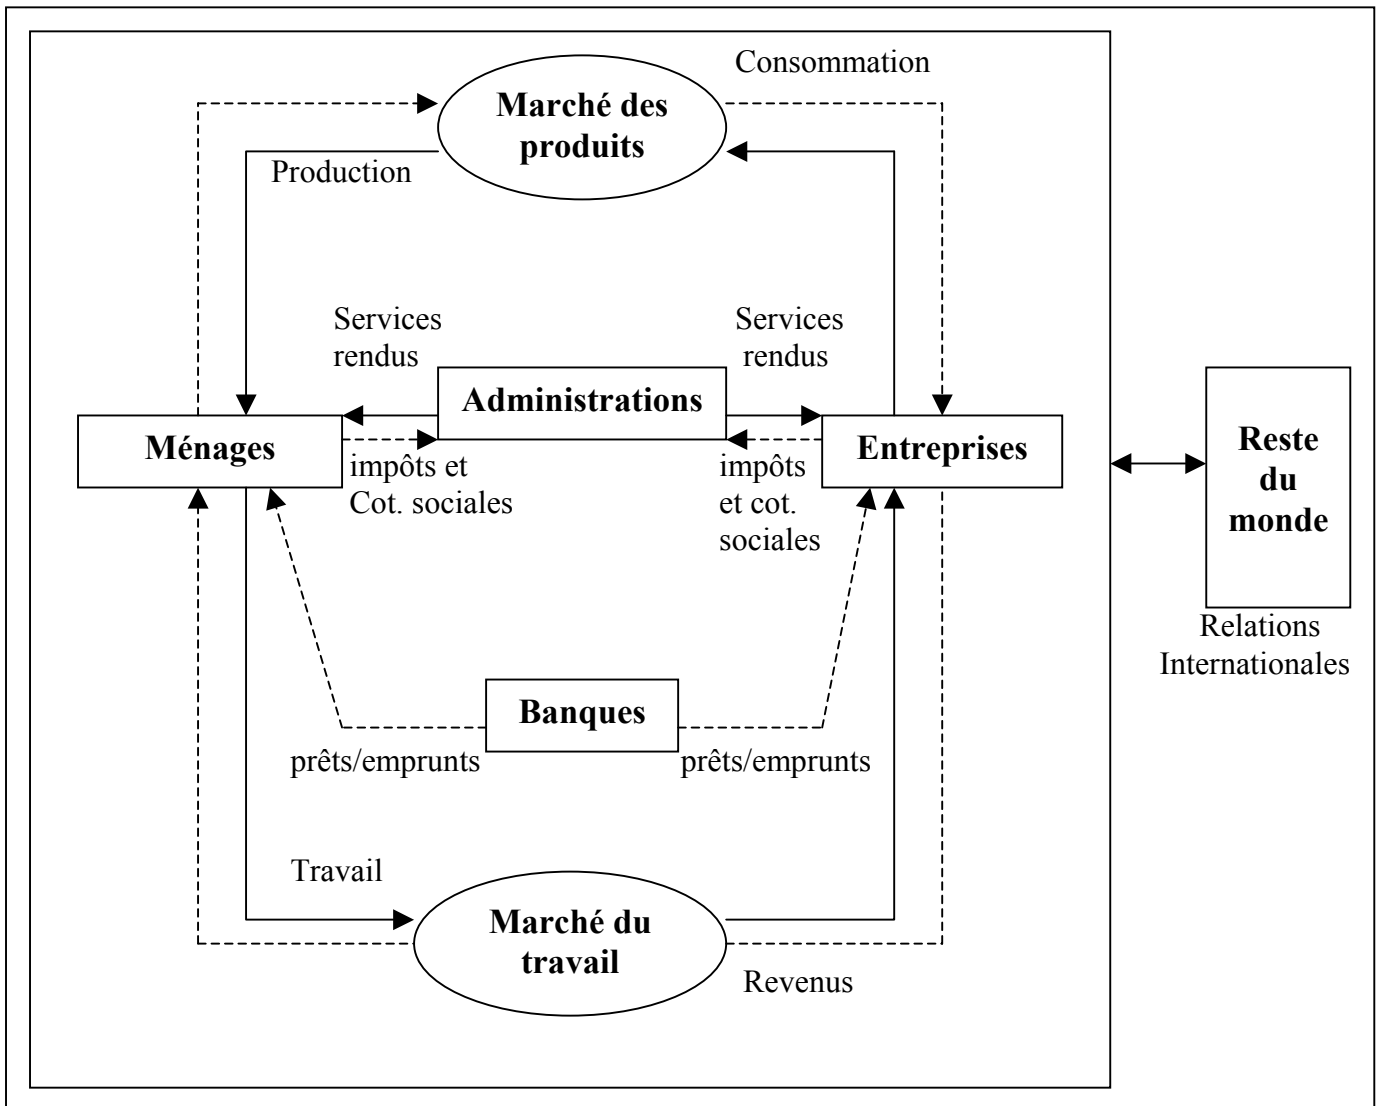 Consommation
Marché des
produits
Production
Services
rendus
Services
rendus
Administrations
Ménages
Entreprises
impôts et
Cot. sociales
impôts
et cot.
sociales
Reste
du
monde
Relations
Internationales
Banques
prêts/emprunts
prêts/emprunts
Travail
Marché du
travail
Revenus